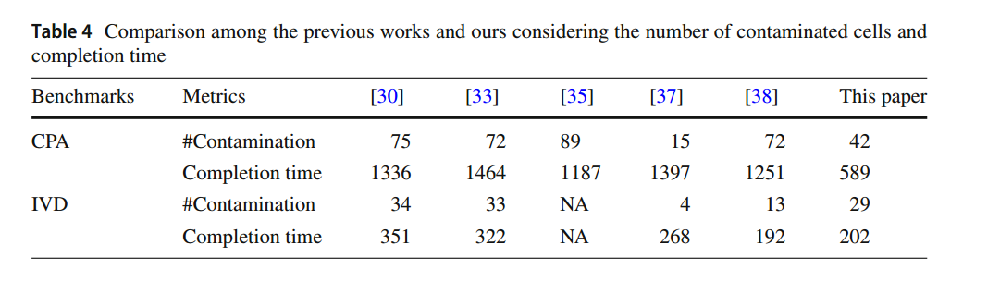 Table 4 Comparison among the previous works and ours considering the number of contaminated cells and
completion time
Benchmarks Metrics [30] [33] [35] [37] [38] This paper
CPA #Contamination 75 72 89 15 72 42
Completion time 1336 1464 1187 1397 1251 589
IVD #Contamination 34 33 NA 4 13 29
Completion time 351 322 NA 268 192 202